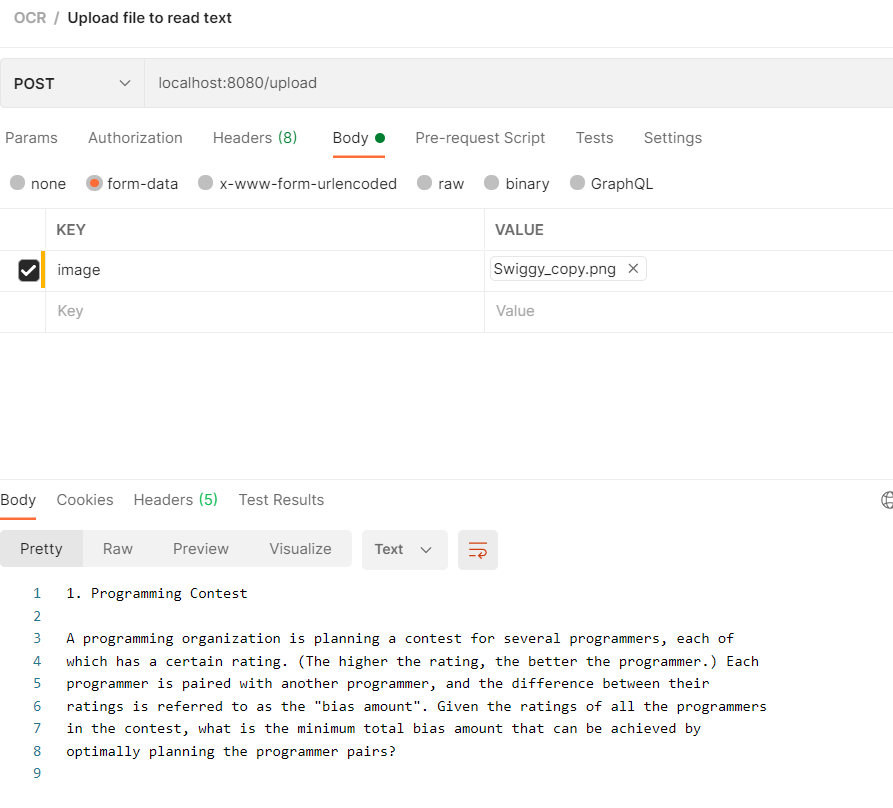 OCR / Upload file to read text
POST localhost:8080/upload
Params Authorization Headers (8) Body Pre-request Script Tests Settings
none form-data x-www-form-urlencoded raw binary GraphQL
KEY VALUE
image Swiggy_copy.png
Key Value
Body Cookies Headers (5) Test Results
Pretty Raw Preview Visualize Text
1 1. Programming Contest
2
3 A programming organization is planning a contest for several programmers, each of
4 which has a certain rating. (The higher the rating, the better the programmer.) Each
5 programmer is paired with another programmer, and the difference between their
6 ratings is referred to as the "bias amount". Given the ratings of all the programmers
7 in the contest, what is the minimum total bias amount that can be achieved by
8 optimally planning the programmer pairs?
9